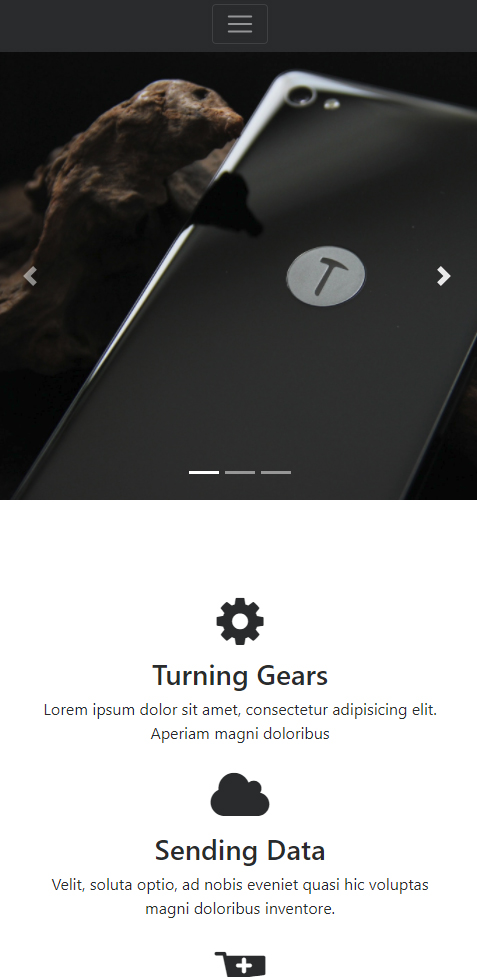 Turning Gears
Lorem ipsum dolor sit amet, consectetur adipisicing elit.
Aperiam magni doloribus
Sending Data
Velit, soluta optio, ad nobis eveniet quasi hic voluptas
magni doloribus inventore.